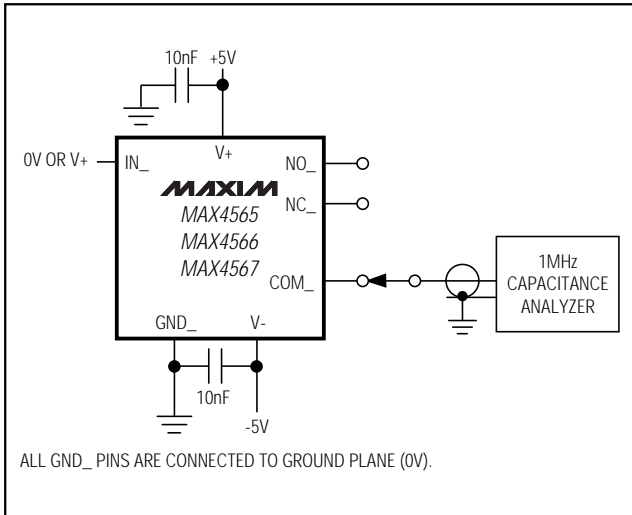 10nF +5V
0V OR V+
IN_
V+
NO_
MAXIM
NC_
MAX4565
MAX4566
MAX4567
COM_
1MHz
CAPACITANCE
ANALYZER
GND_
V-
10nF
-5V
ALL GND_ PINS ARE CONNECTED TO GROUND PLANE (0V).